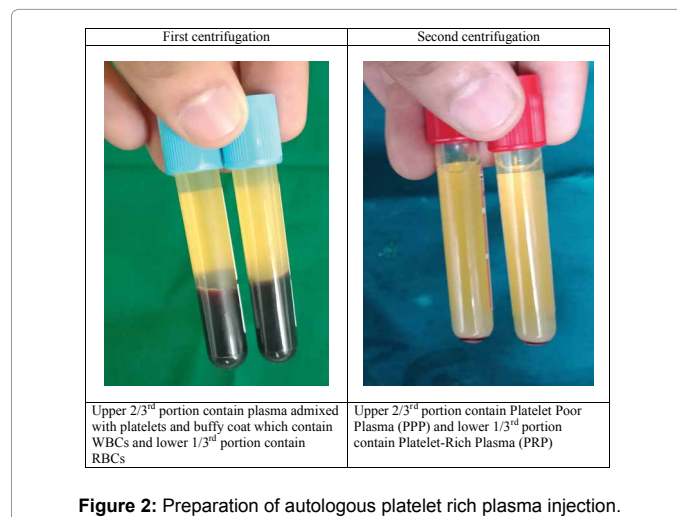 First centrifugation
Second centrifugation
Upper 2/3rd portion contain plasma admixed
with platelets and buffy coat which contain
WBCs and lower 1/3rd portion contain
RBCs
Upper 2/3rd portion contain Platelet Poor
Plasma (PPP) and lower 1/3rd portion
contain Platelet-Rich Plasma (PRP)
Figure 2: Preparation of autologous platelet rich plasma injection.